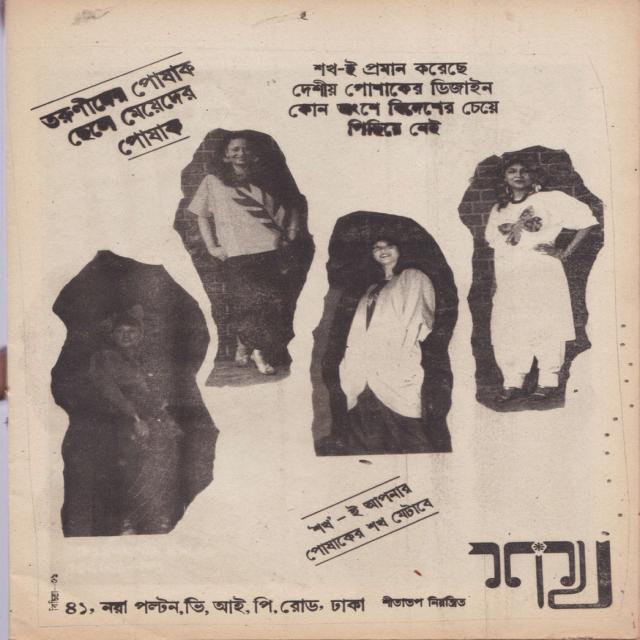 তরুণীদের পোষাক
ছেলে মেয়েদের
পোষাক
শখ-ই প্রমান করেছে
দেশীয় পোশাকের ডিজাইন
কোন অংশে বিদেশের চেয়ে
পিছিয়ে নেই
'শখ' - ই আপনার
পোষাকের শখ মেটাবে
শখ
৪১, নয়া পল্টন, ভি, আই, পি, রোড, ঢাকা শীতাতপ নিয়ন্ত্রিত